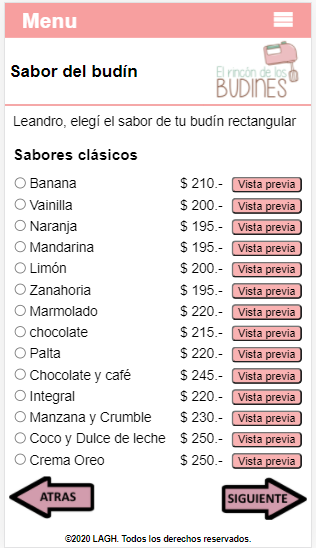 Menu
Sabor del budín
El rincón de los
BUDINES
Leandro, elegí el sabor de tu budín rectangular
Sabores clásicos
Banana $ 210.- Vista previa
Vainilla $ 200.- Vista previa
Naranja $ 195.- Vista previa
Mandarina $ 195.- Vista previa
Limón $ 200.- Vista previa
Zanahoria $ 195.- Vista previa
Marmolado $ 220.- Vista previa
chocolate $ 215.- Vista previa
Palta $ 220.- Vista previa
Chocolate y café $ 245.- Vista previa
Integral $ 220.- Vista previa
Manzana y Crumble $ 230.- Vista previa
Coco y Dulce de leche $ 250.- Vista previa
Crema Oreo $ 250.- Vista previa
ATRAS SIGUIENTE
©2020 LAGH. Todos los derechos reservados.